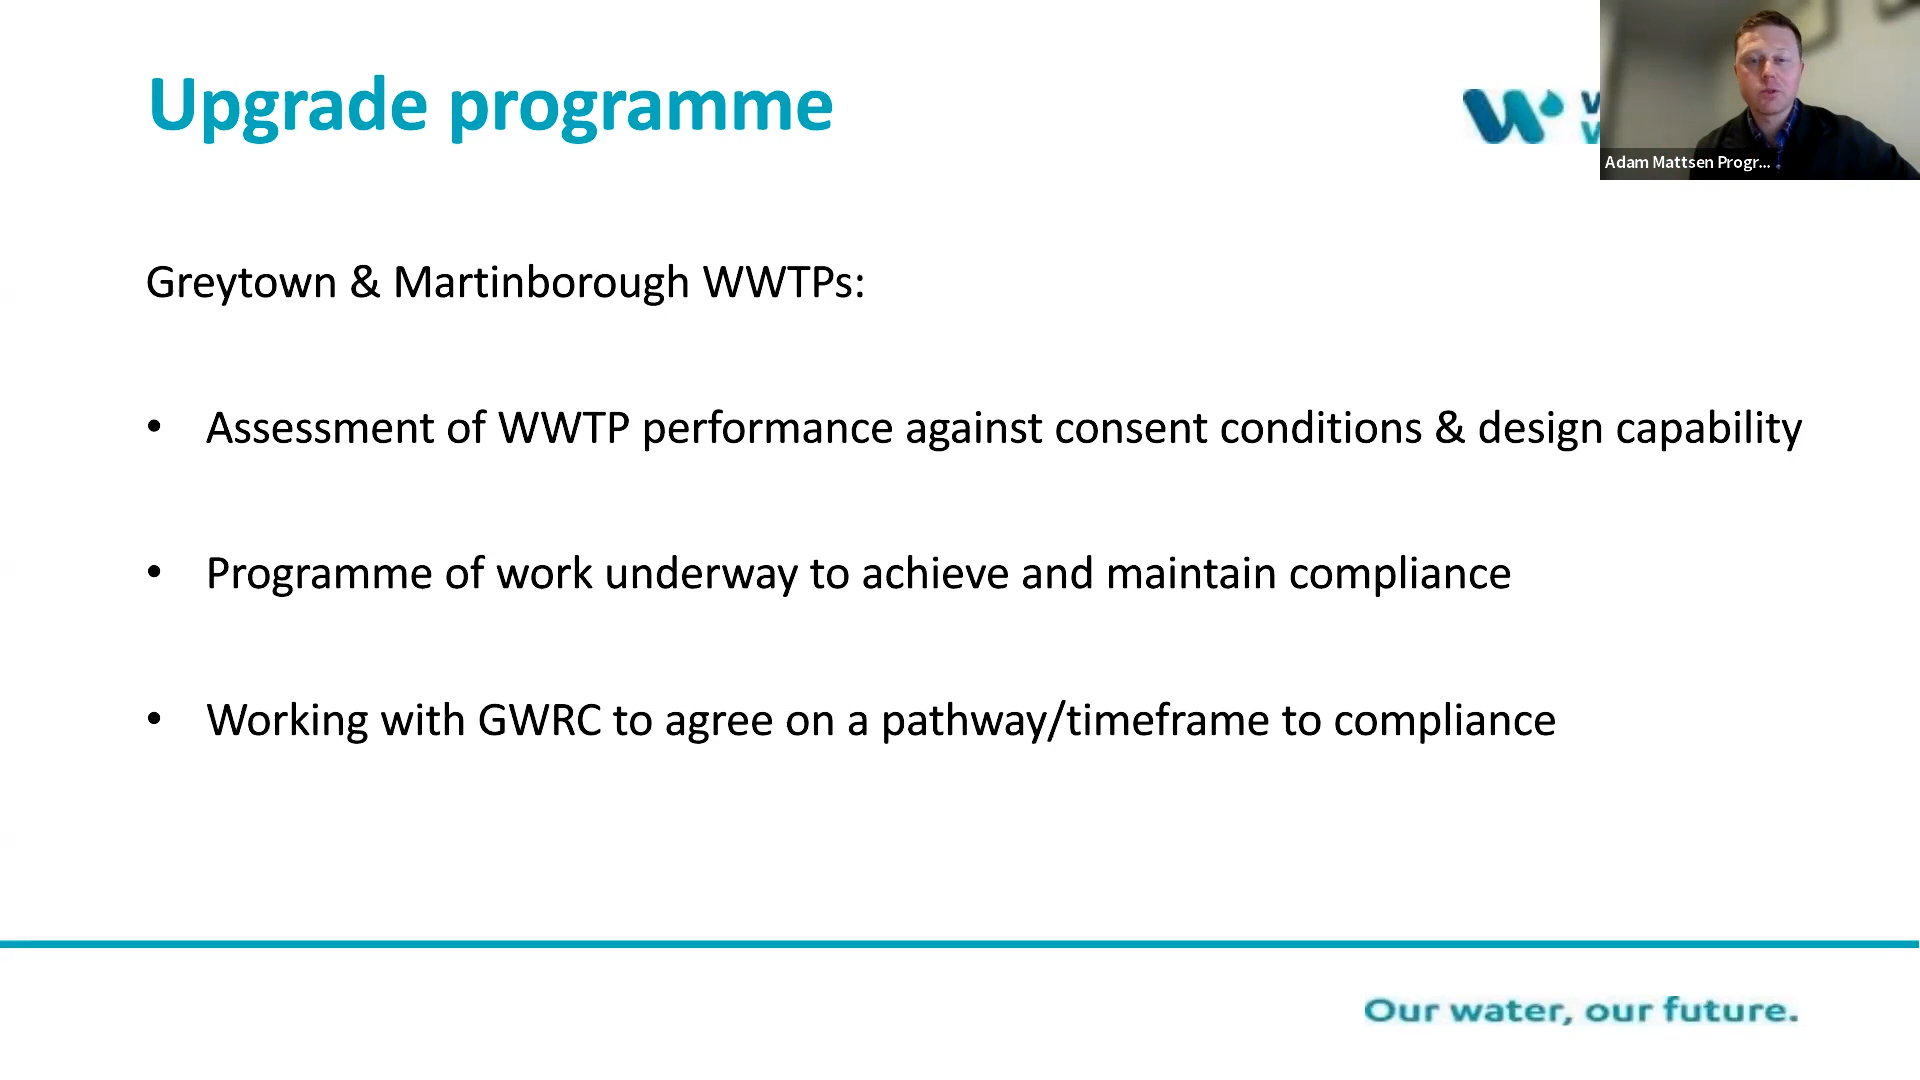 Upgrade programme
Adam Mattsen Progr...
Greytown & Martinborough WWTPs:
• Assessment of WWTP performance against consent conditions & design capability
• Programme of work underway to achieve and maintain compliance
• Working with GWRC to agree on a pathway/timeframe to compliance
Our water, our future.